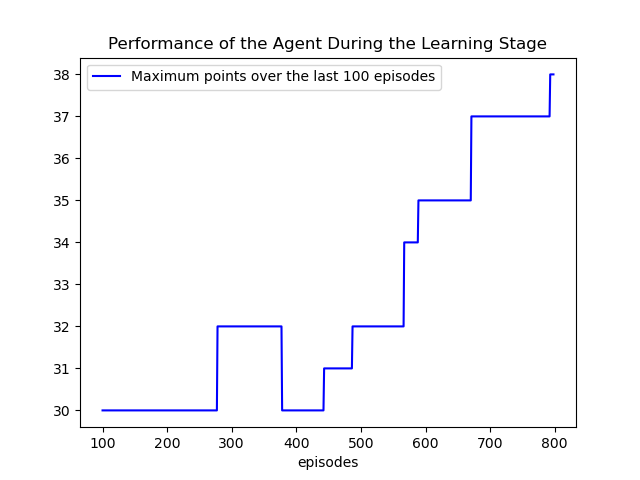 Performance of the Agent During the Learning Stage
Maximum points over the last 100 episodes
38
37
36
35
34
33
32
31
30
100 200 300 400 500 600 700 800
episodes